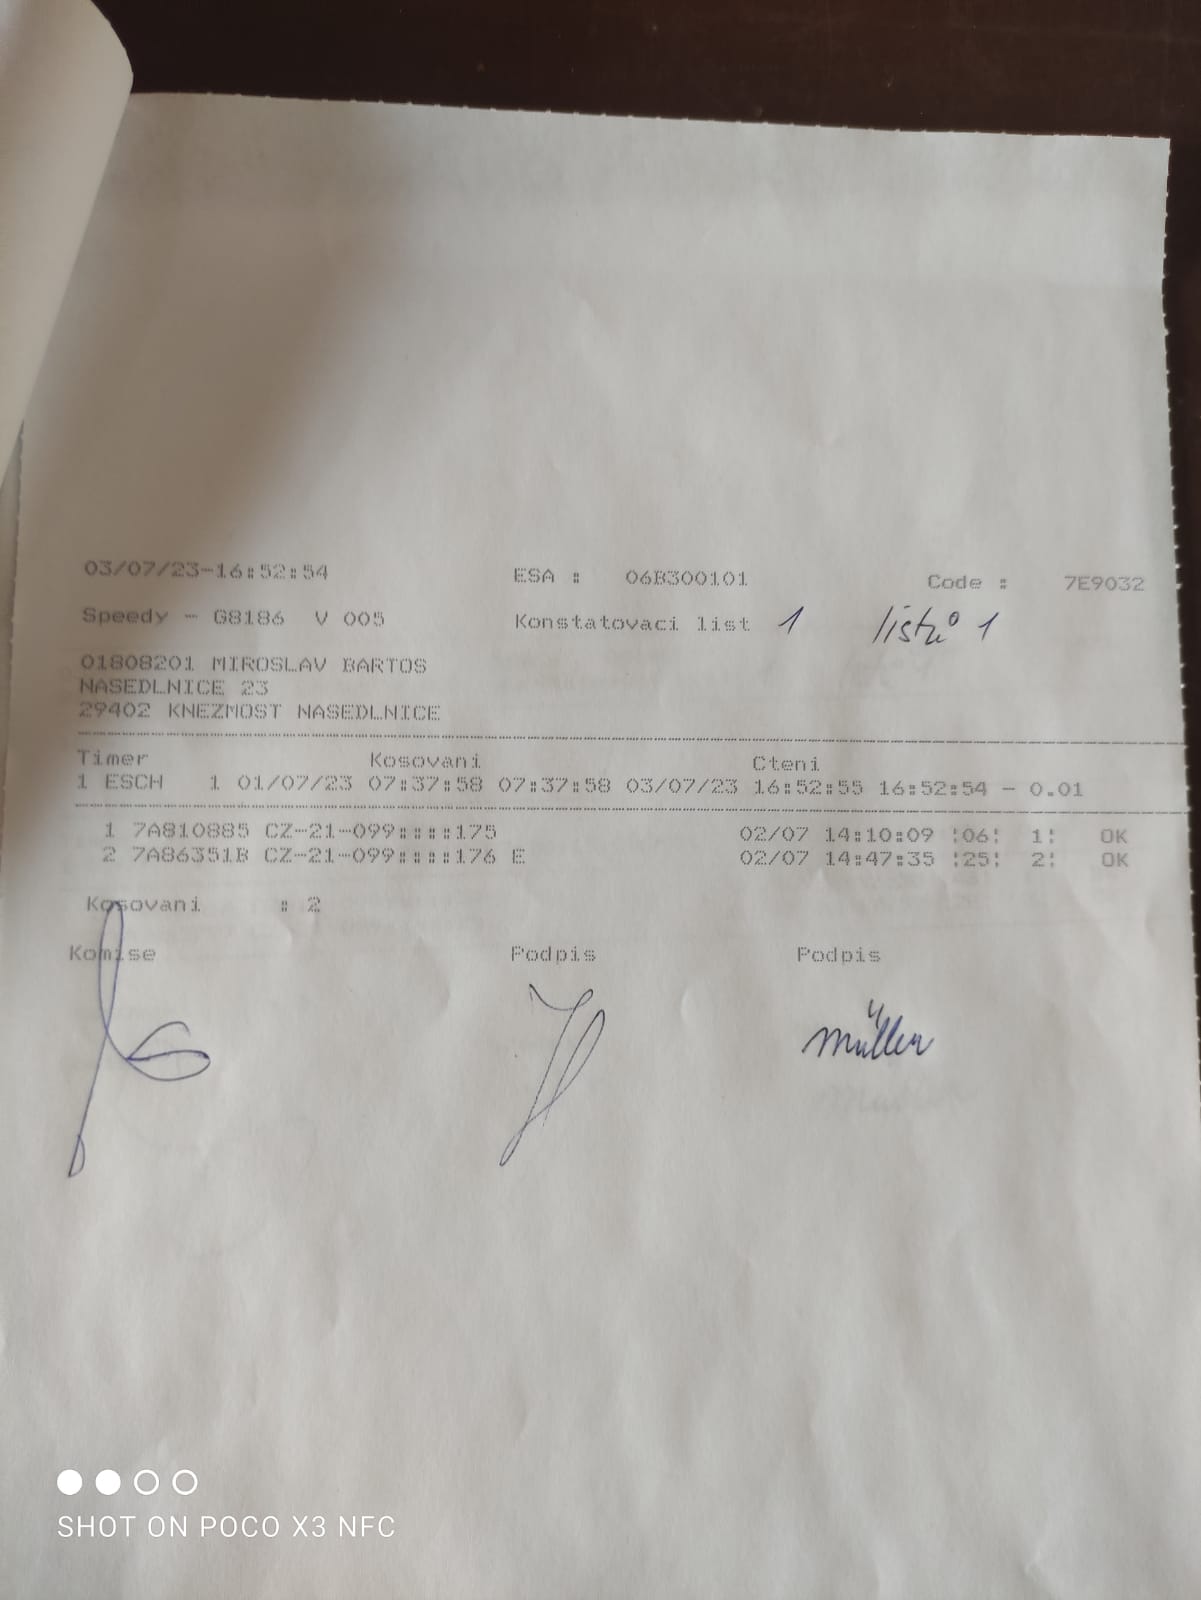 03/07/23-16:52:54 ESA : 06B300101 Code : 7E9032
Speedy - G8186 V 005 Konstatovaci list 1 listů 1
01808201 MIROSLAV BARTOS
NASEDLNICE 23
29402 KNEZMOST NASEDLNICE
Timer Kosovani Cteni
1 ESCH 1 01/07/23 07:37:58 07:37:58 03/07/23 16:52:55 16:52:54 - 0.01
1 7A810885 CZ-21-099::::175 02/07 14:10:09 ¦06¦ 1¦ OK
2 7A86351B CZ-21-099::::176 E 02/07 14:47:35 ¦25¦ 2¦ OK
Kosovani : 2
Komise Podpis Podpis
Müller
SHOT ON POCO X3 NFC